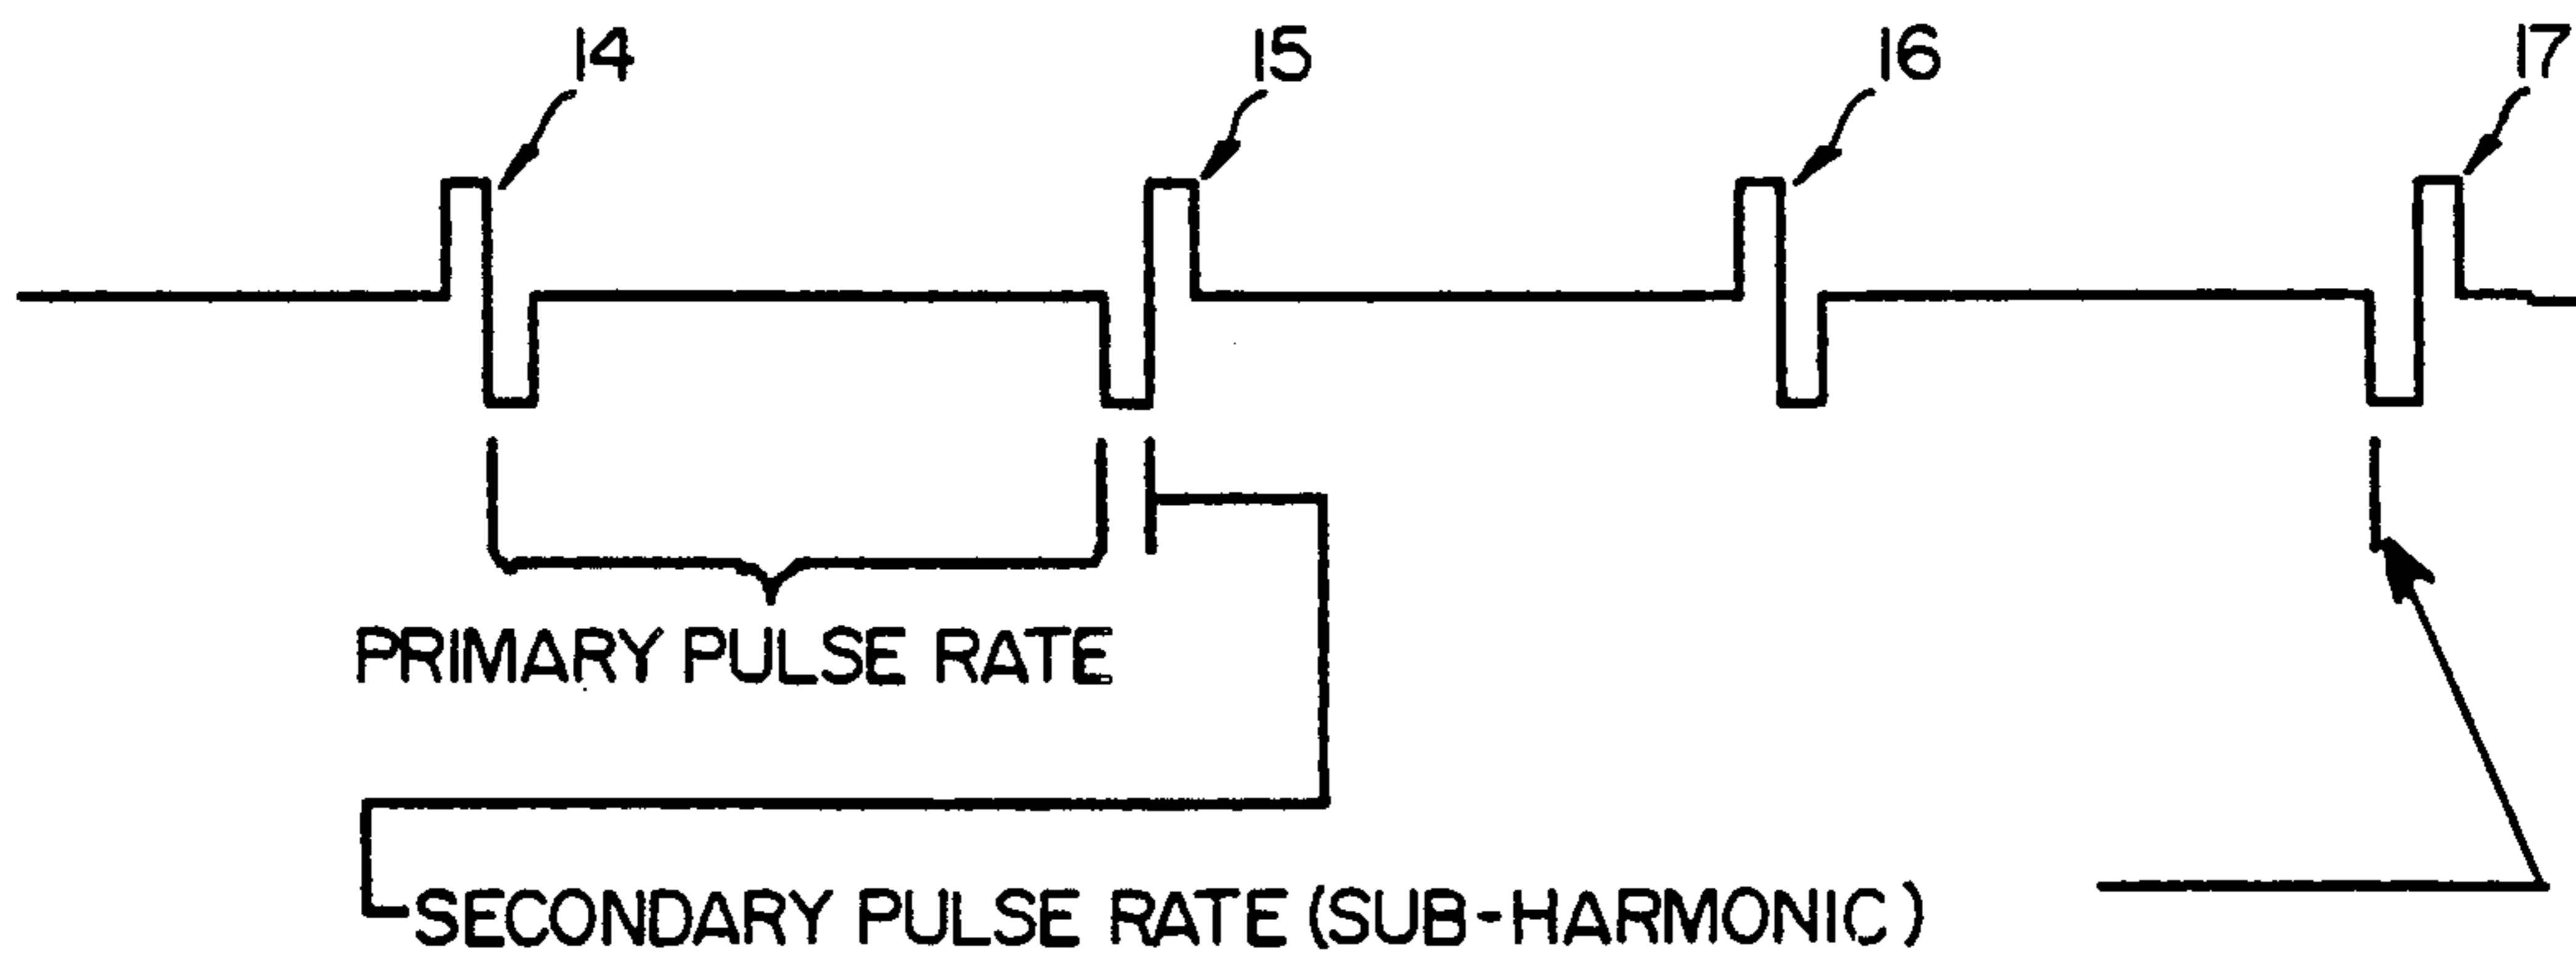 14 15 16 17
PRIMARY PULSE RATE
SECONDARY PULSE RATE (SUB-HARMONIC)